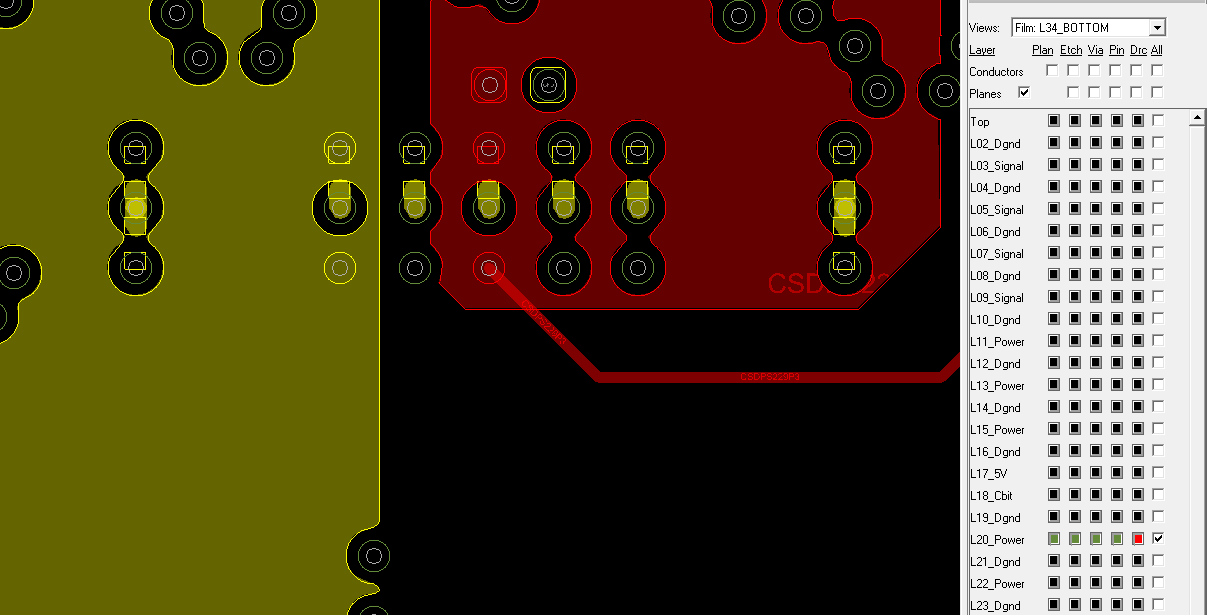 Views: Film: L34_BOTTOM
Layer Plan Etch Via Pin Drc All
Conductors
Planes
Top
L02_Dgnd
L03_Signal
L04_Dgnd
L05_Signal
L06_Dgnd
L07_Signal
L08_Dgnd
L09_Signal
L10_Dgnd
L11_Power
L12_Dgnd
L13_Power
L14_Dgnd
L15_Power
L16_Dgnd
L17_5V
L18_Cbit
L19_Dgnd
L20_Power
L21_Dgnd
L22_Power
L23_Dgnd